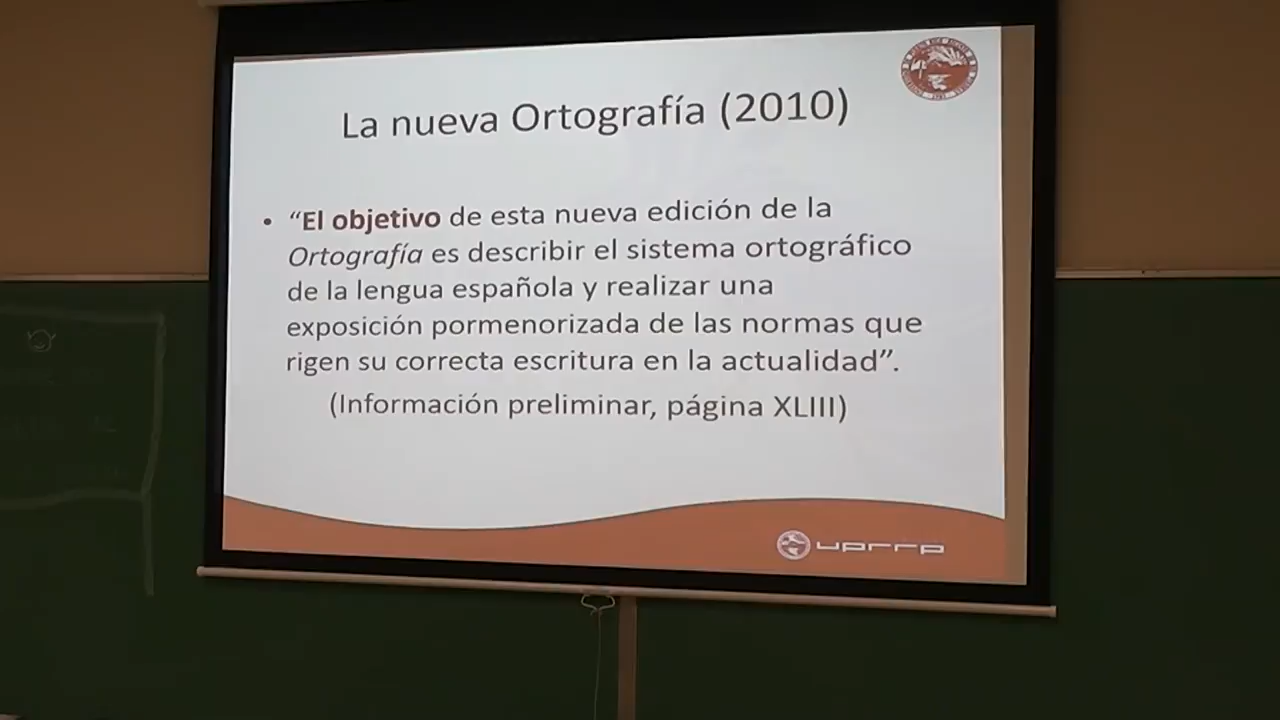 La nueva Ortografía (2010)
• “El objetivo de esta nueva edición de la
Ortografía es describir el sistema ortográfico
de la lengua española y realizar una
exposición pormenorizada de las normas que
rigen su correcta escritura en la actualidad”.
(Información preliminar, página XLIII)
uprrp